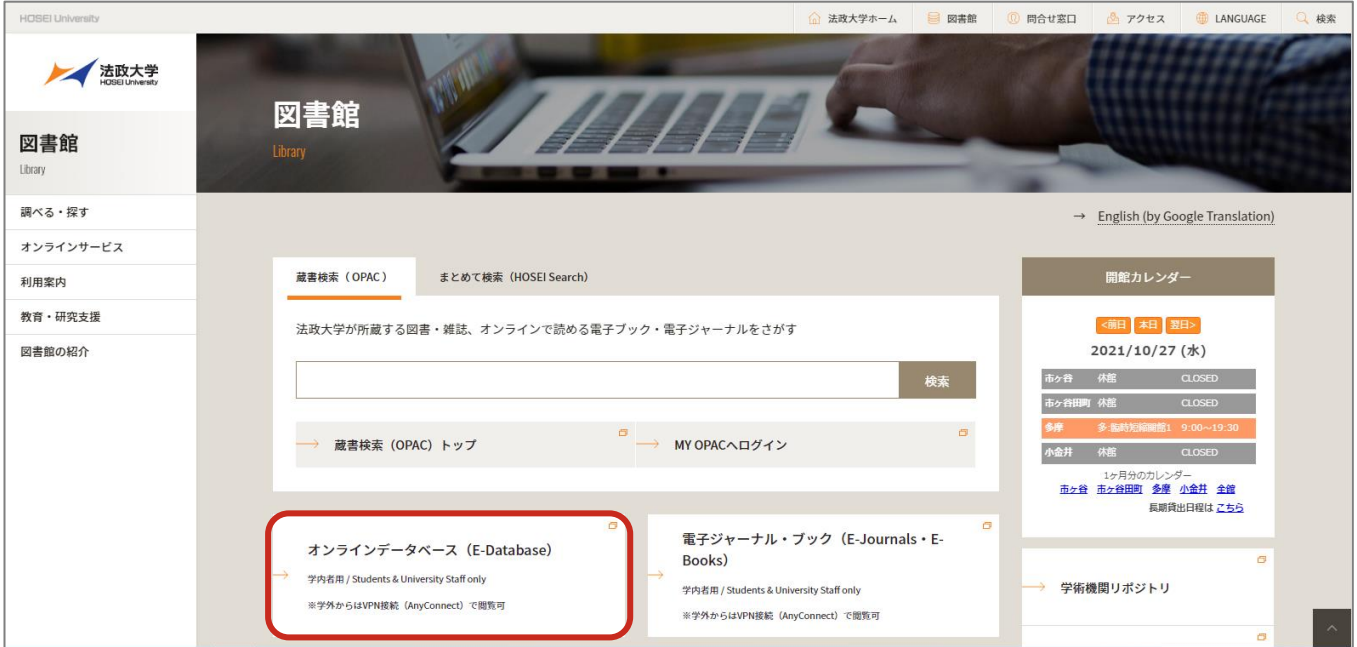 HOSEI University
法政大学ホーム
図書館
問合せ窓口
アクセス
LANGUAGE
検索
法政大学
HOSEI University
図書館
Library
調べる・探す
オンラインサービス
利用案内
教育・研究支援
図書館の紹介
図書館
Library
→ English (by Google Translation)
蔵書検索（OPAC） まとめて検索（HOSEI Search）
法政大学が所蔵する図書・雑誌、オンラインで読める電子ブック・電子ジャーナルをさがす
検索
蔵書検索（OPAC）トップ
MY OPACへログイン
オンラインデータベース（E-Database）
学内者用 / Students & University Staff only
※学外からはVPN接続（AnyConnect）で閲覧可
電子ジャーナル・ブック（E-Journals・E-
Books）
学内者用 / Students & University Staff only
※学外からはVPN接続（AnyConnect）で閲覧可
開館カレンダー
<前日 本日 翌日>
2021/10/27 (水)
市ヶ谷 休館 CLOSED
市ヶ谷田町 休館 CLOSED
多摩 多-臨時短縮開館1 9:00～19:30
小金井 休館 CLOSED
1ヶ月分のカレンダー
市ヶ谷 市ヶ谷田町 多摩 小金井 全館
長期貸出日程は こちら
学術機関リポジトリ